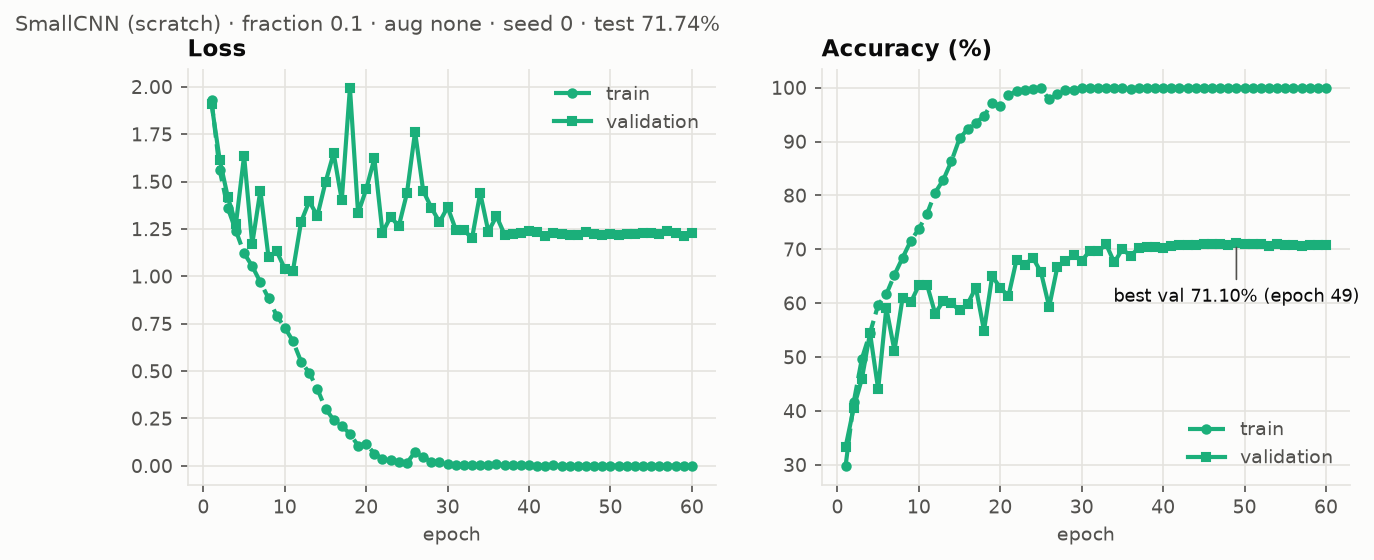 SmallCNN (scratch) · fraction 0.1 · aug none · seed 0 · test 71.74%
Loss
2.00
1.75
1.50
1.25
1.00
0.75
0.50
0.25
0.00
0 10 20 30 40 50 60
epoch
train
validation
Accuracy (%)
100
90
80
70
60
50
40
30
0 10 20 30 40 50 60
epoch
best val 71.10% (epoch 49)
train
validation